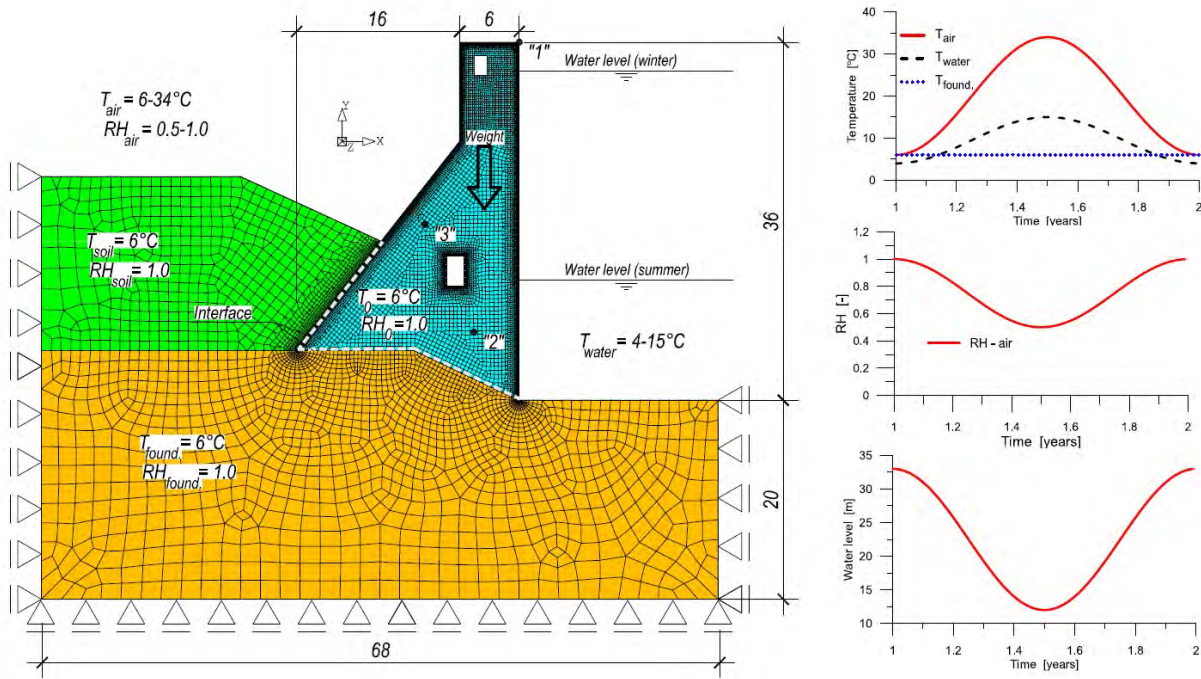 16
6
"1"
Water level (winter)
T_air = 6-34°C
RH_air = 0.5-1.0
Y
X
Z
Weight
36
"3"
T_soil = 6°C
RH_soil = 1.0
Water level (summer)
Interface
T_0 = 6°C
RH_0 =1.0
"2"
T_water = 4-15°C
T_found. = 6°C
RH_found. = 1.0
20
68
40
30
20
10
0
Temperature [°C]
T_air
T_water
T_found.
1 1.2 1.4 1.6 1.8 2
Time [years]
1.2
1
0.8
0.6
0.4
0.2
0
RH [-]
RH - air
1 1.2 1.4 1.6 1.8 2
Time [years]
35
30
25
20
15
10
Water level [m]
1 1.2 1.4 1.6 1.8 2
Time [years]